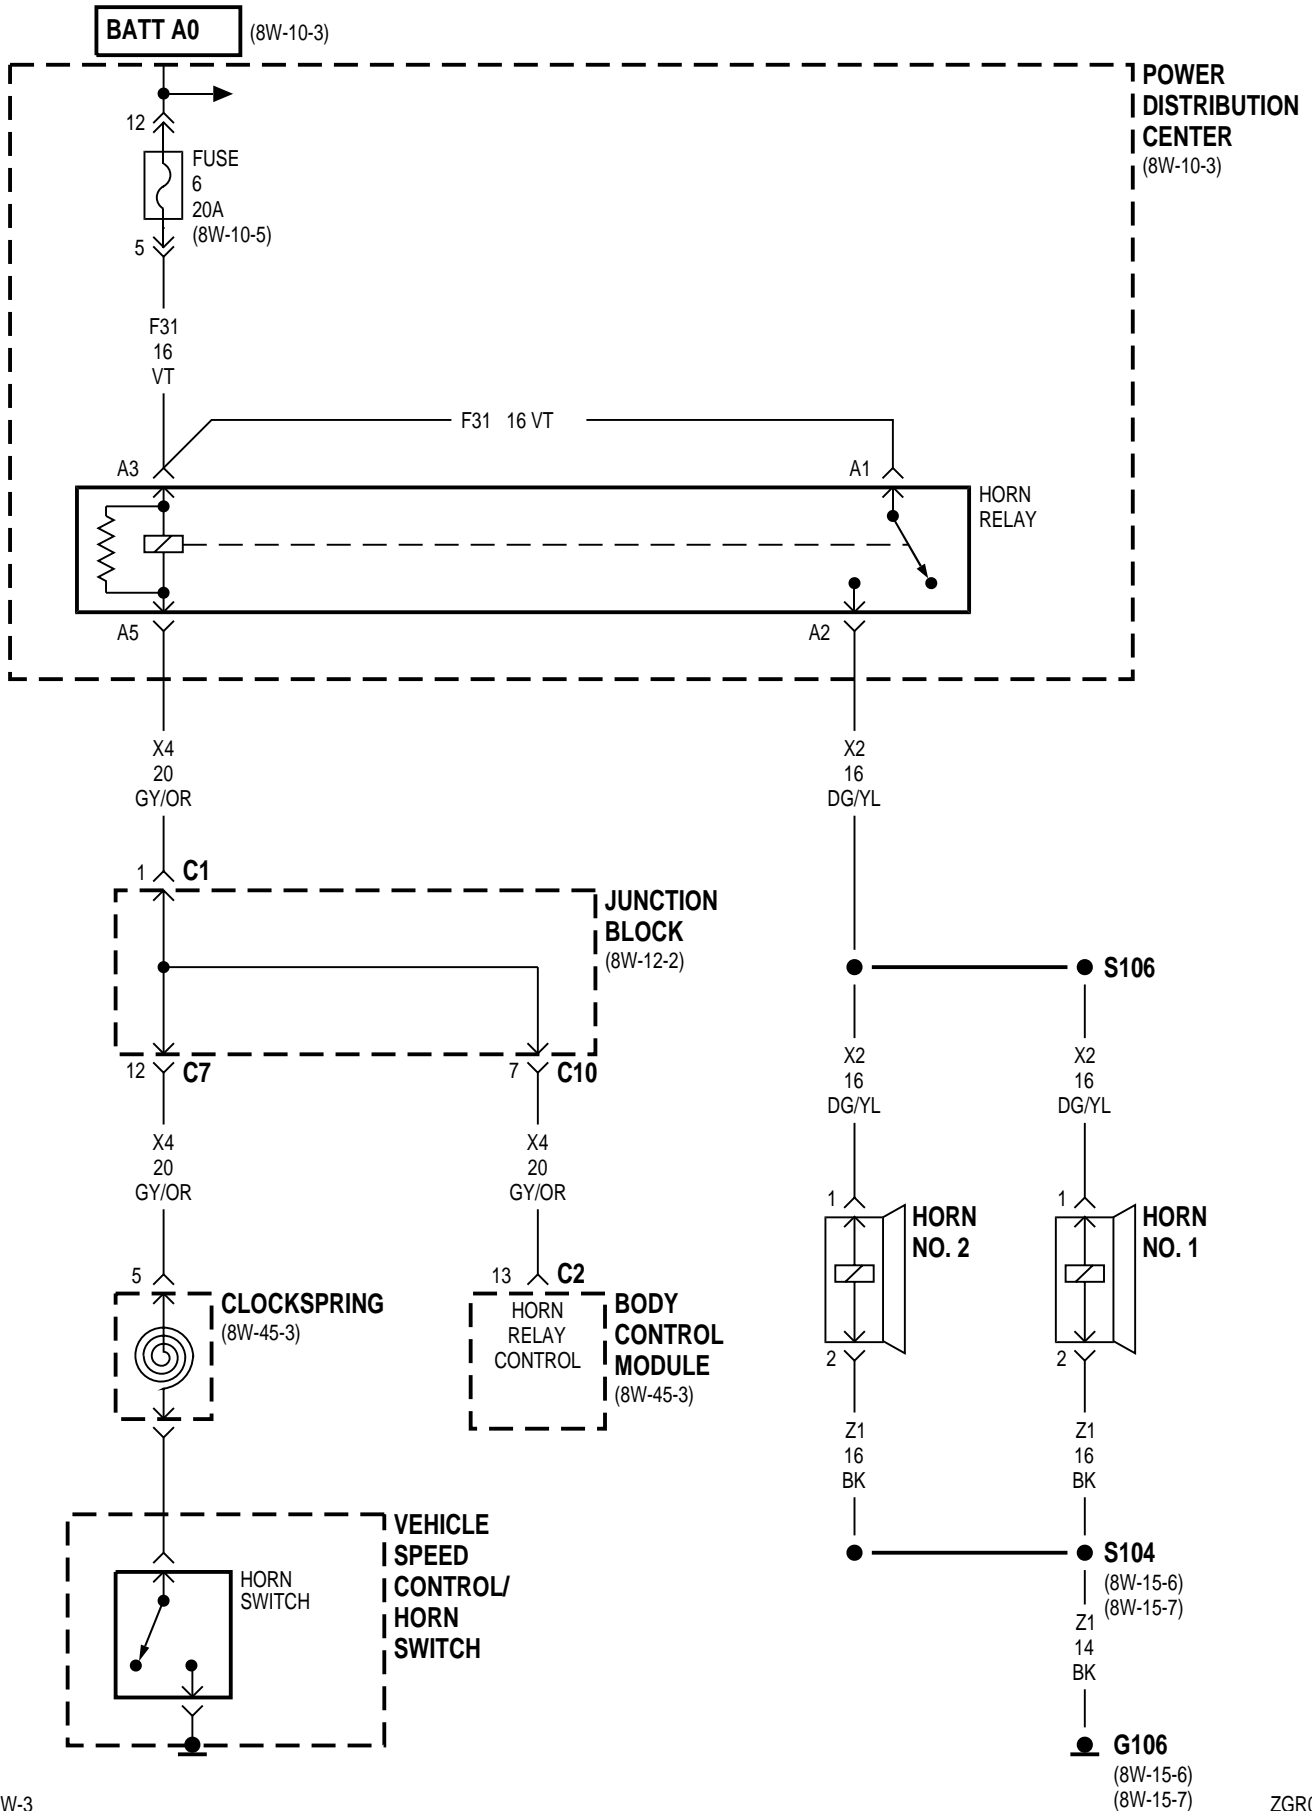 BATT A0
(8W-10-3)
POWER
DISTRIBUTION
CENTER
(8W-10-3)
12
FUSE
6
20A
(8W-10-5)
5
F31
16
VT
F31 16 VT
A3
A1
HORN
RELAY
A5
A2
X4
20
GY/OR
X2
16
DG/YL
1
C1
JUNCTION
BLOCK
(8W-12-2)
S106
12
C7
7
C10
X4
20
GY/OR
X4
20
GY/OR
X2
16
DG/YL
X2
16
DG/YL
1
HORN
NO. 2
1
HORN
NO. 1
5
CLOCKSPRING
(8W-45-3)
13
C2
HORN
RELAY
CONTROL
BODY
CONTROL
MODULE
(8W-45-3)
2
2
Z1
16
BK
Z1
16
BK
VEHICLE
SPEED
CONTROL/
HORN
SWITCH
HORN
SWITCH
S104
(8W-15-6)
(8W-15-7)
Z1
14
BK
G106
(8W-15-6)
(8W-15-7)
W-3